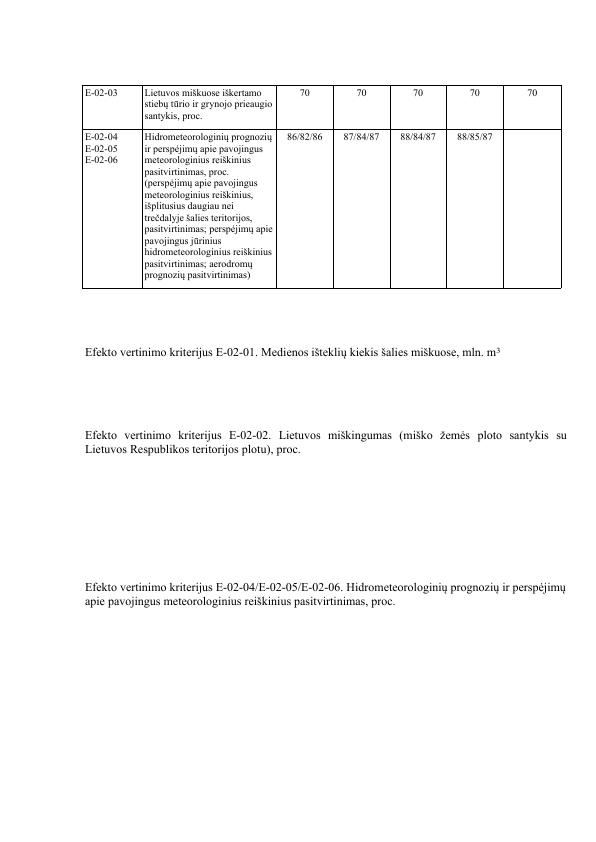 E-02-03
Lietuvos miškuose iškertamo
stiebų tūrio ir grynojo prieaugio
santykis, proc.
70 70 70 70 70
E-02-04
E-02-05
E-02-06
Hidrometeorologinių prognozių
ir perspėjimų apie pavojingus
meteorologinius reiškinius
pasitvirtinimas, proc.
(perspėjimų apie pavojingus
meteorologinius reiškinius,
išplitusius daugiau nei
trečdalyje šalies teritorijos,
pasitvirtinimas; perspėjimų apie
pavojingus jūrinius
hidrometeorologinius reiškinius
pasitvirtinimas; aerodromų
prognozių pasitvirtinimas)
86/82/86 87/84/87 88/84/87 88/85/87
Efekto vertinimo kriterijus E-02-01. Medienos išteklių kiekis šalies miškuose, mln. m³
Efekto vertinimo kriterijus E-02-02. Lietuvos miškingumas (miško žemės ploto santykis su
Lietuvos Respublikos teritorijos plotu), proc.
Efekto vertinimo kriterijus E-02-04/E-02-05/E-02-06. Hidrometeorologinių prognozių ir perspėjimų
apie pavojingus meteorologinius reiškinius pasitvirtinimas, proc.